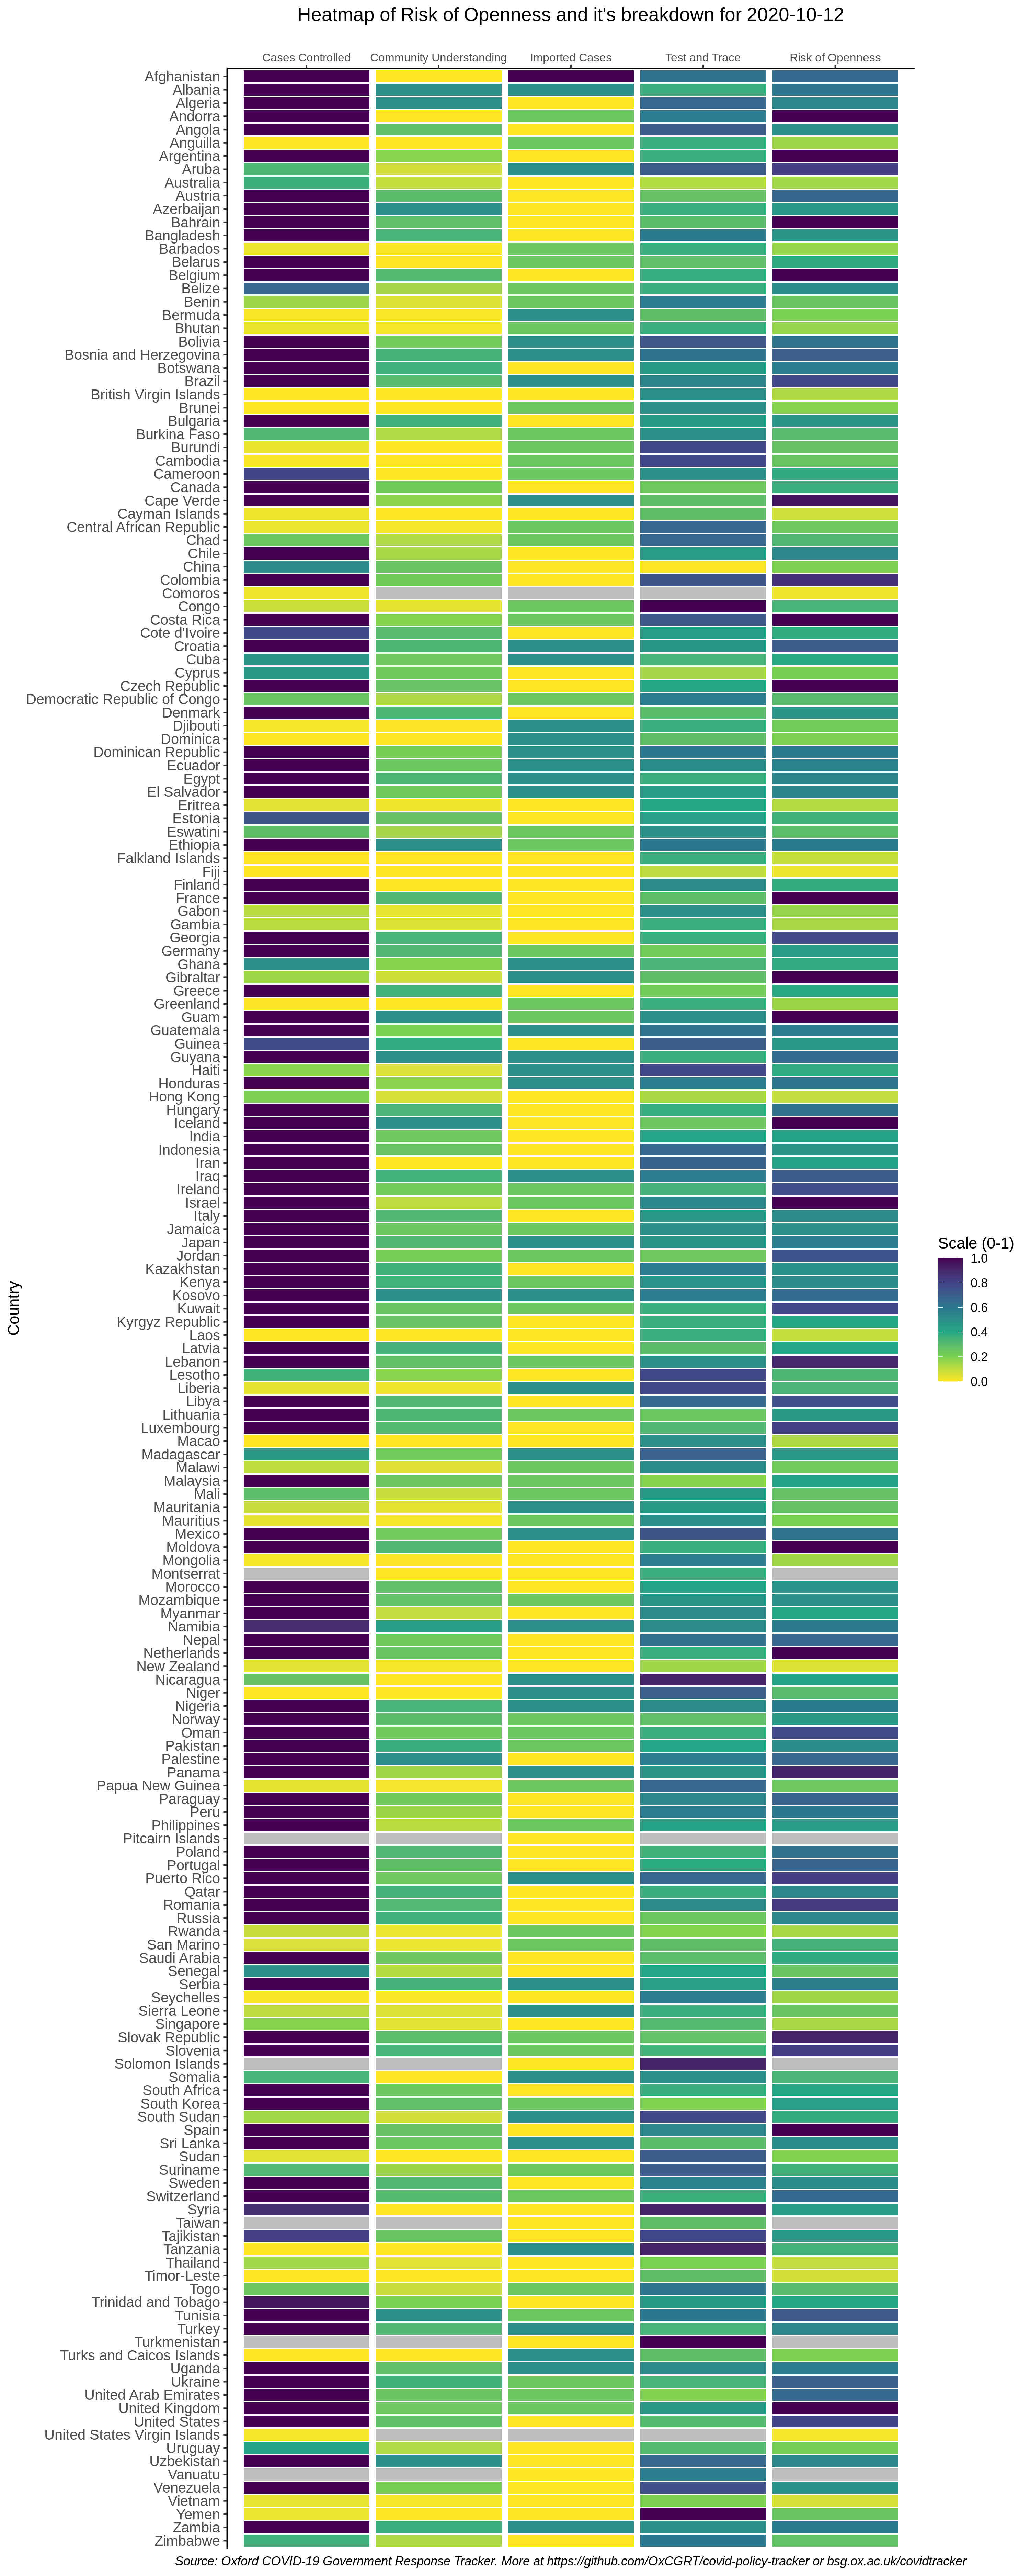 Heatmap of Risk of Openness and it's breakdown for 2020-10-12
Cases Controlled
Community Understanding
Imported Cases
Test and Trace
Risk of Openness
Country
Afghanistan
Albania
Algeria
Andorra
Angola
Anguilla
Argentina
Aruba
Australia
Austria
Azerbaijan
Bahrain
Bangladesh
Barbados
Belarus
Belgium
Belize
Benin
Bermuda
Bhutan
Bolivia
Bosnia and Herzegovina
Botswana
Brazil
British Virgin Islands
Brunei
Bulgaria
Burkina Faso
Burundi
Cambodia
Cameroon
Canada
Cape Verde
Cayman Islands
Central African Republic
Chad
Chile
China
Colombia
Comoros
Congo
Costa Rica
Cote d'Ivoire
Croatia
Cuba
Cyprus
Czech Republic
Democratic Republic of Congo
Denmark
Djibouti
Dominica
Dominican Republic
Ecuador
Egypt
El Salvador
Eritrea
Estonia
Eswatini
Ethiopia
Falkland Islands
Fiji
Finland
France
Gabon
Gambia
Georgia
Germany
Ghana
Gibraltar
Greece
Greenland
Guam
Guatemala
Guinea
Guyana
Haiti
Honduras
Hong Kong
Hungary
Iceland
India
Indonesia
Iran
Iraq
Ireland
Israel
Italy
Jamaica
Japan
Jordan
Kazakhstan
Kenya
Kosovo
Kuwait
Kyrgyz Republic
Laos
Latvia
Lebanon
Lesotho
Liberia
Libya
Lithuania
Luxembourg
Macao
Madagascar
Malawi
Malaysia
Mali
Mauritania
Mauritius
Mexico
Moldova
Mongolia
Montserrat
Morocco
Mozambique
Myanmar
Namibia
Nepal
Netherlands
New Zealand
Nicaragua
Niger
Nigeria
Norway
Oman
Pakistan
Palestine
Panama
Papua New Guinea
Paraguay
Peru
Philippines
Pitcairn Islands
Poland
Portugal
Puerto Rico
Qatar
Romania
Russia
Rwanda
San Marino
Saudi Arabia
Senegal
Serbia
Seychelles
Sierra Leone
Singapore
Slovak Republic
Slovenia
Solomon Islands
Somalia
South Africa
South Korea
South Sudan
Spain
Sri Lanka
Sudan
Suriname
Sweden
Switzerland
Syria
Taiwan
Tajikistan
Tanzania
Thailand
Timor-Leste
Togo
Trinidad and Tobago
Tunisia
Turkey
Turkmenistan
Turks and Caicos Islands
Uganda
Ukraine
United Arab Emirates
United Kingdom
United States
United States Virgin Islands
Uruguay
Uzbekistan
Vanuatu
Venezuela
Vietnam
Yemen
Zambia
Zimbabwe
Scale (0-1)
1.0
0.8
0.6
0.4
0.2
0.0
Source: Oxford COVID-19 Government Response Tracker. More at https://github.com/OxCGRT/covid-policy-tracker or bsg.ox.ac.uk/covidtracker